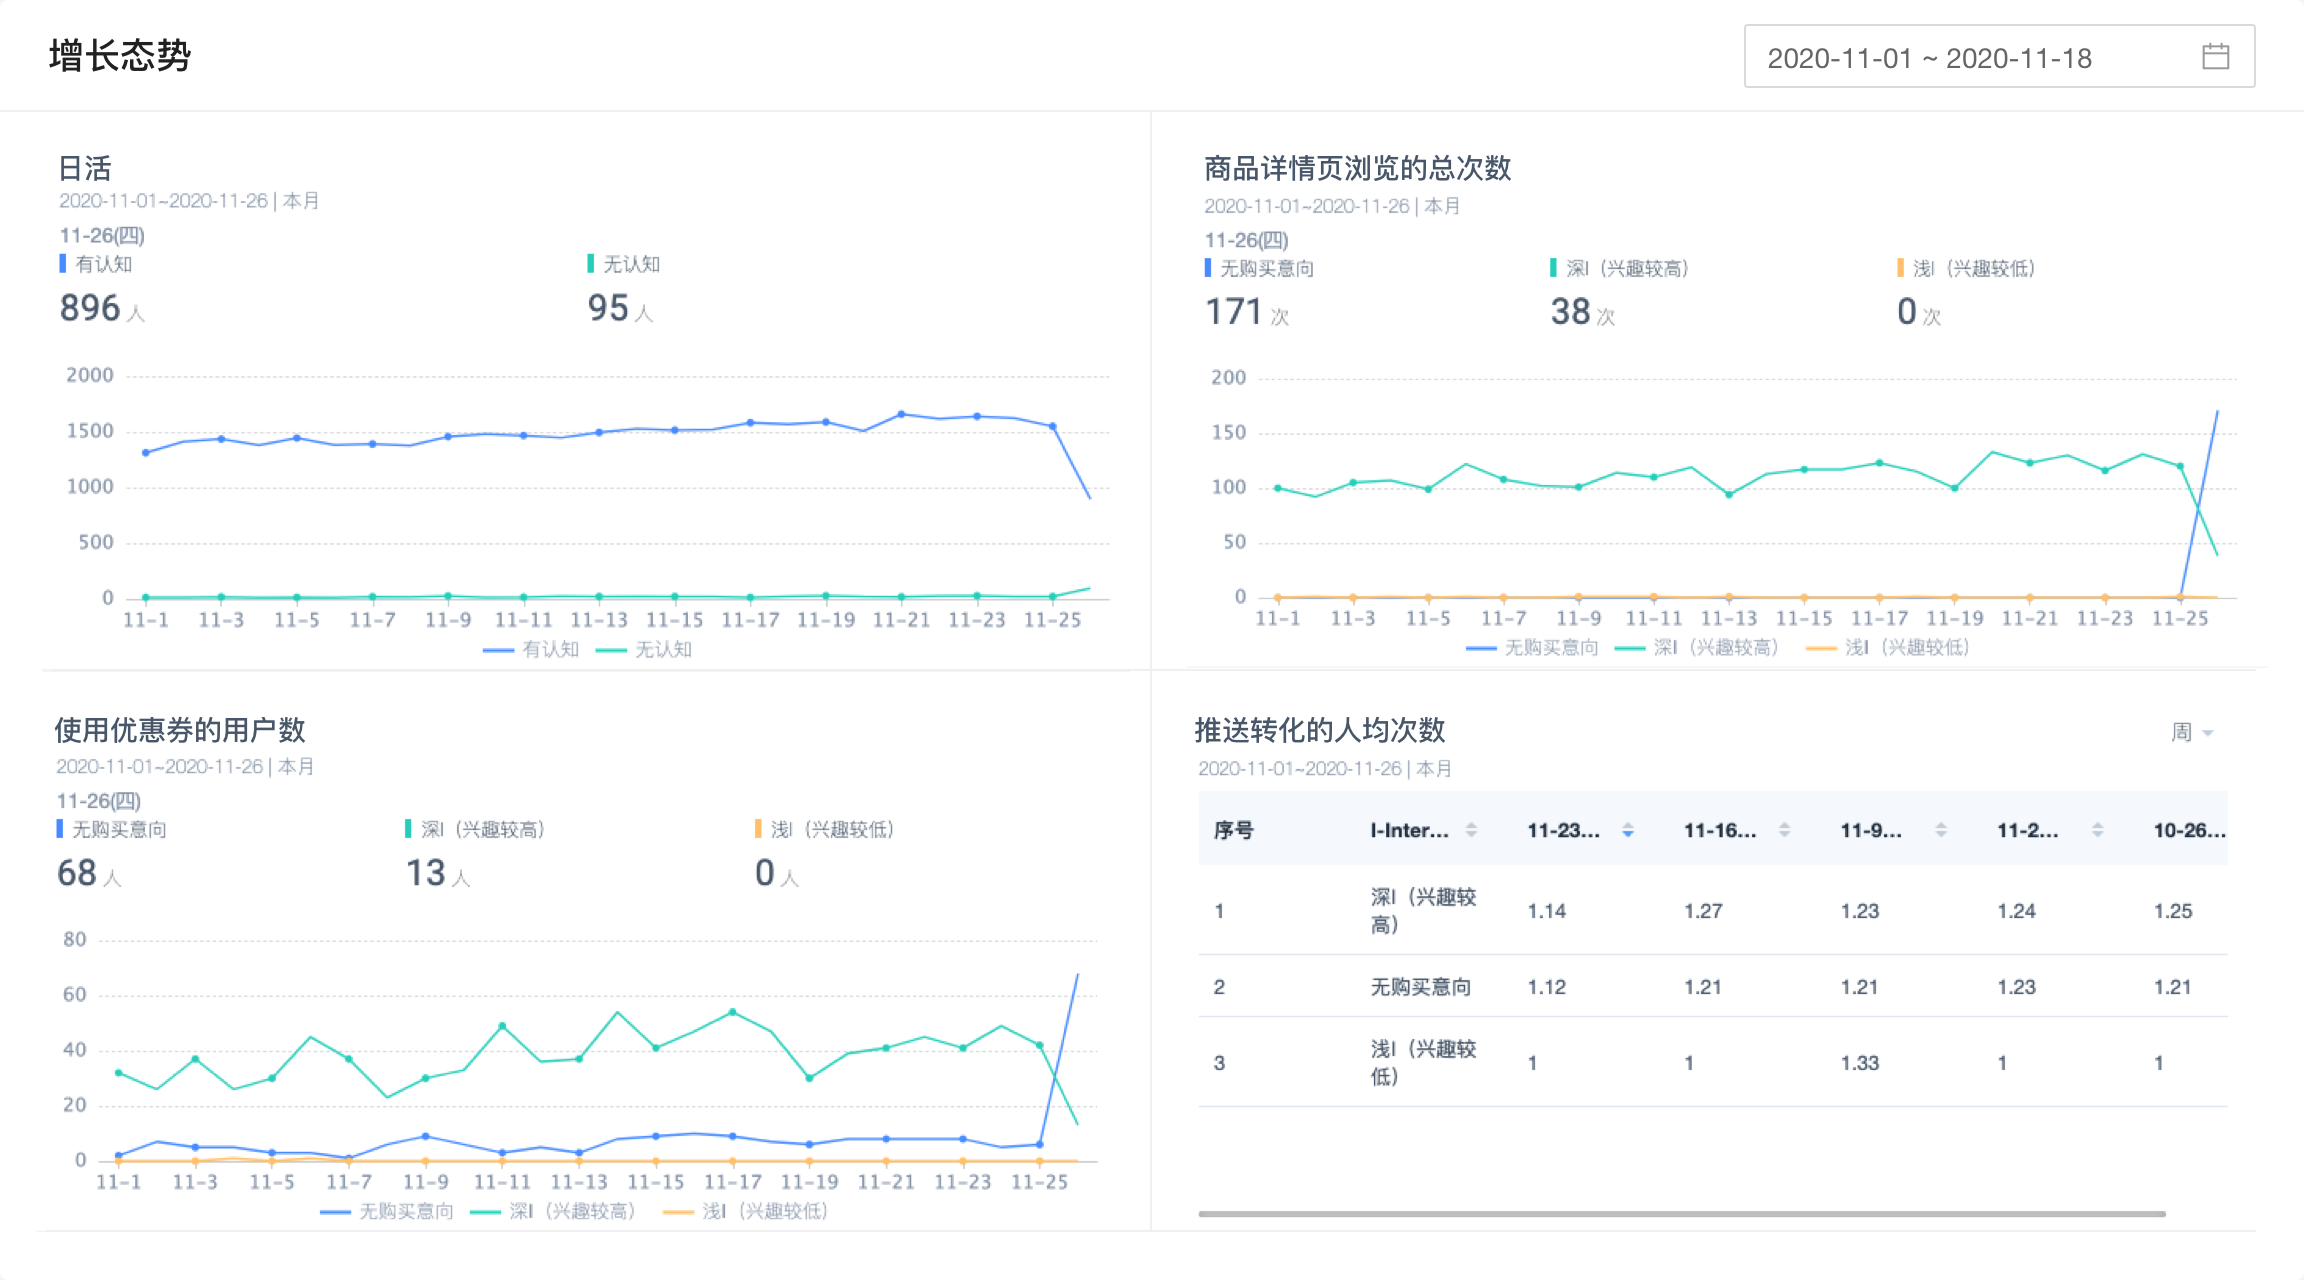 增长态势
2020-11-01 ~ 2020-11-18
日活
2020-11-01~2020-11-26 | 本月
11-26(四)
有认知 无认知
896 人 95 人
2000
1500
1000
500
0
11-1 11-3 11-5 11-7 11-9 11-11 11-13 11-15 11-17 11-19 11-21 11-23 11-25
有认知 无认知
商品详情页浏览的总次数
2020-11-01~2020-11-26 | 本月
11-26(四)
无购买意向 深I（兴趣较高） 浅I（兴趣较低）
171 次 38 次 0 次
200
150
100
50
0
11-1 11-3 11-5 11-7 11-9 11-11 11-13 11-15 11-17 11-19 11-21 11-23 11-25
无购买意向 深I（兴趣较高） 浅I（兴趣较低）
使用优惠券的用户数
2020-11-01~2020-11-26 | 本月
11-26(四)
无购买意向 深I（兴趣较高） 浅I（兴趣较低）
68 人 13 人 0 人
80
60
40
20
0
11-1 11-3 11-5 11-7 11-9 11-11 11-13 11-15 11-17 11-19 11-21 11-23 11-25
无购买意向 深I（兴趣较高） 浅I（兴趣较低）
推送转化的人均次数
周
2020-11-01~2020-11-26 | 本月
序号 I-Inter... 11-23... 11-16... 11-9... 11-2... 10-26...
1 深I（兴趣较高） 1.14 1.27 1.23 1.24 1.25
2 无购买意向 1.12 1.21 1.21 1.23 1.21
3 浅I（兴趣较低） 1 1 1.33 1 1